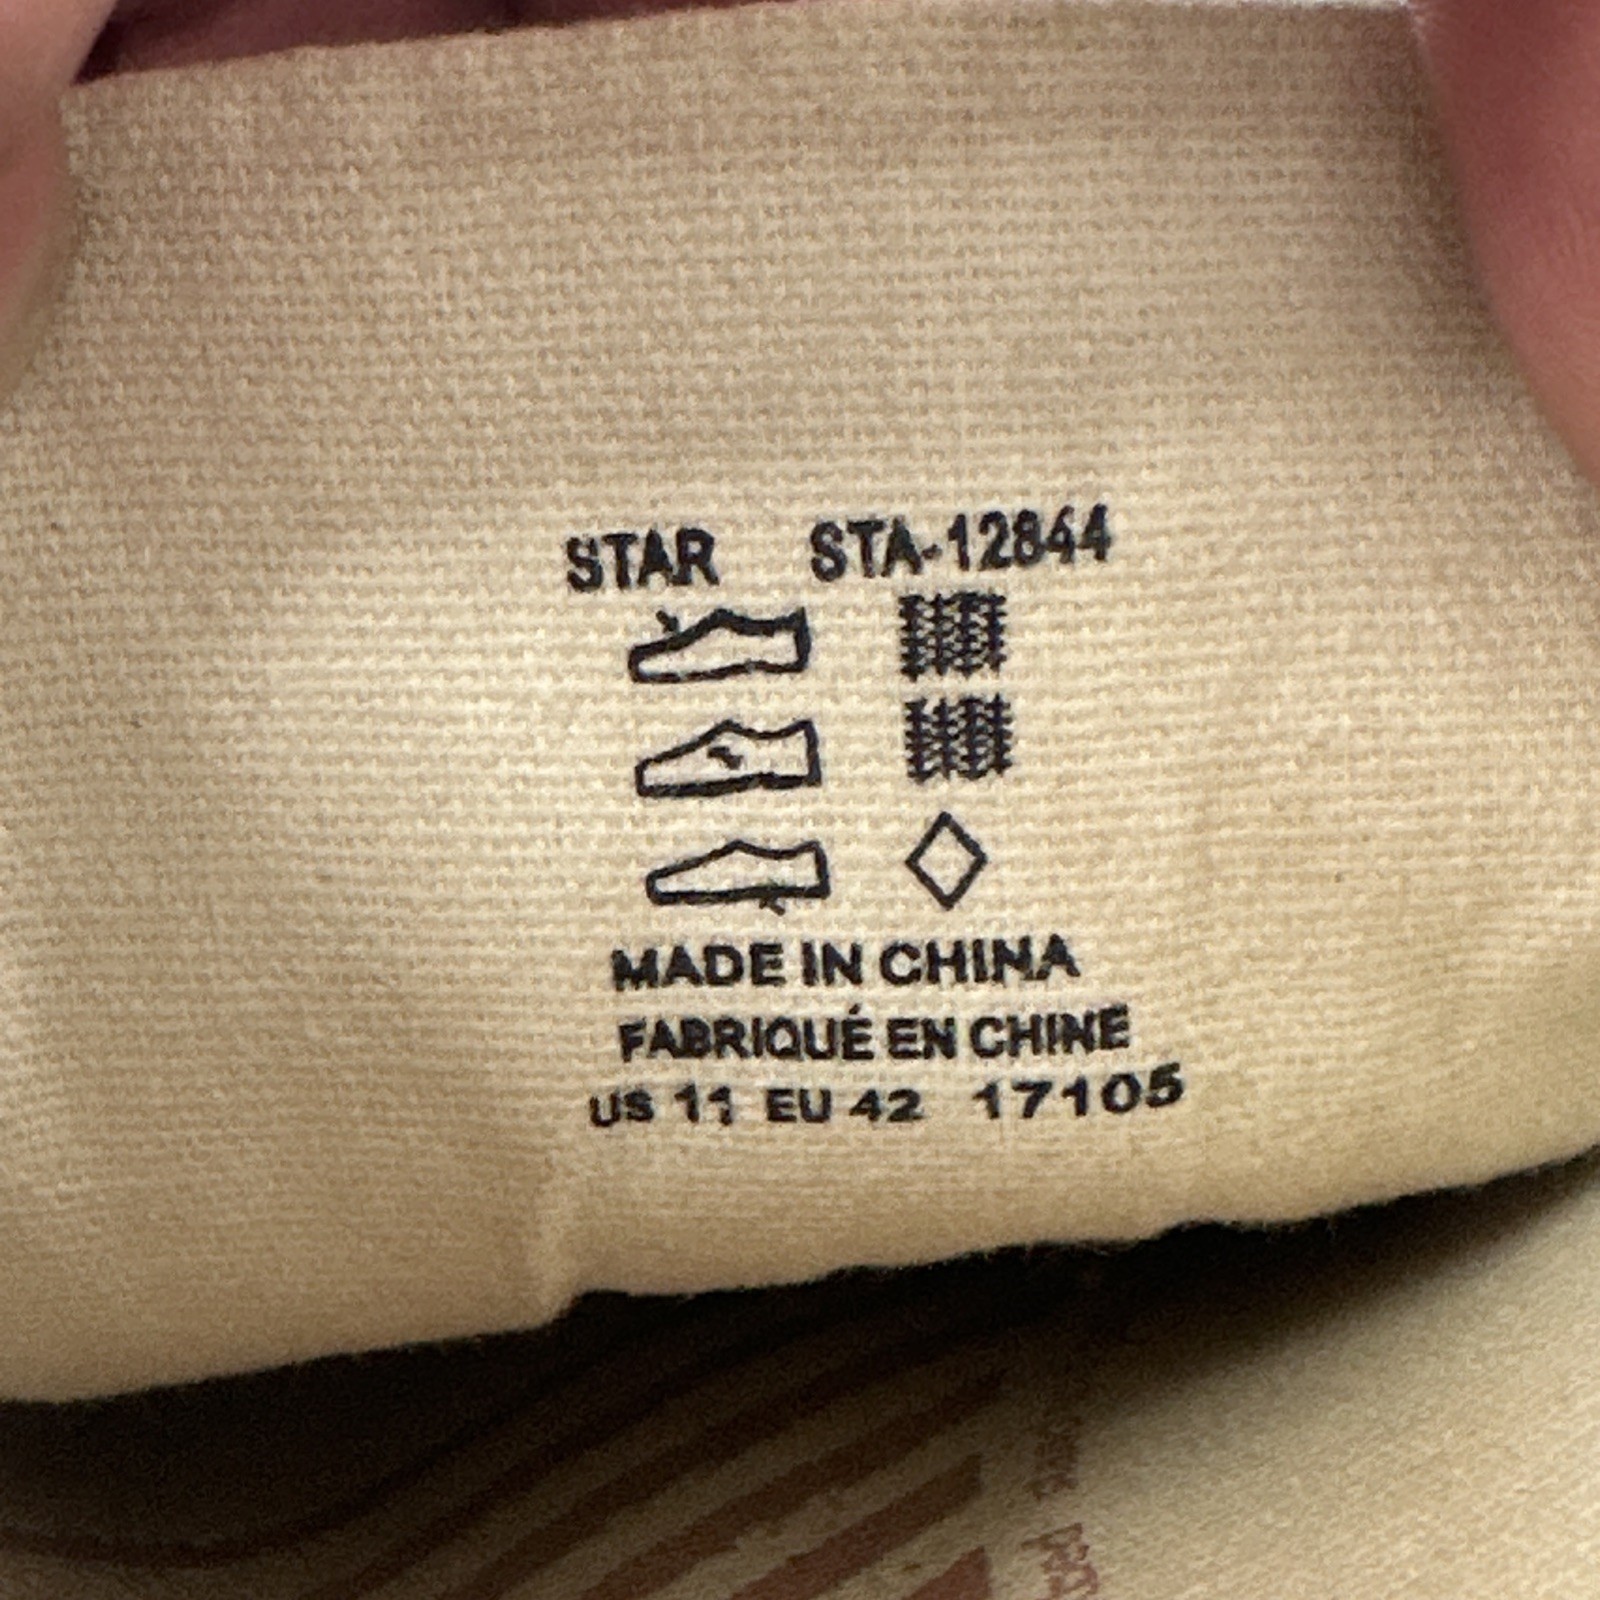 STAR STA-12844
MADE IN CHINA
FABRIQUÉ EN CHINE
US 11 EU 42 17105